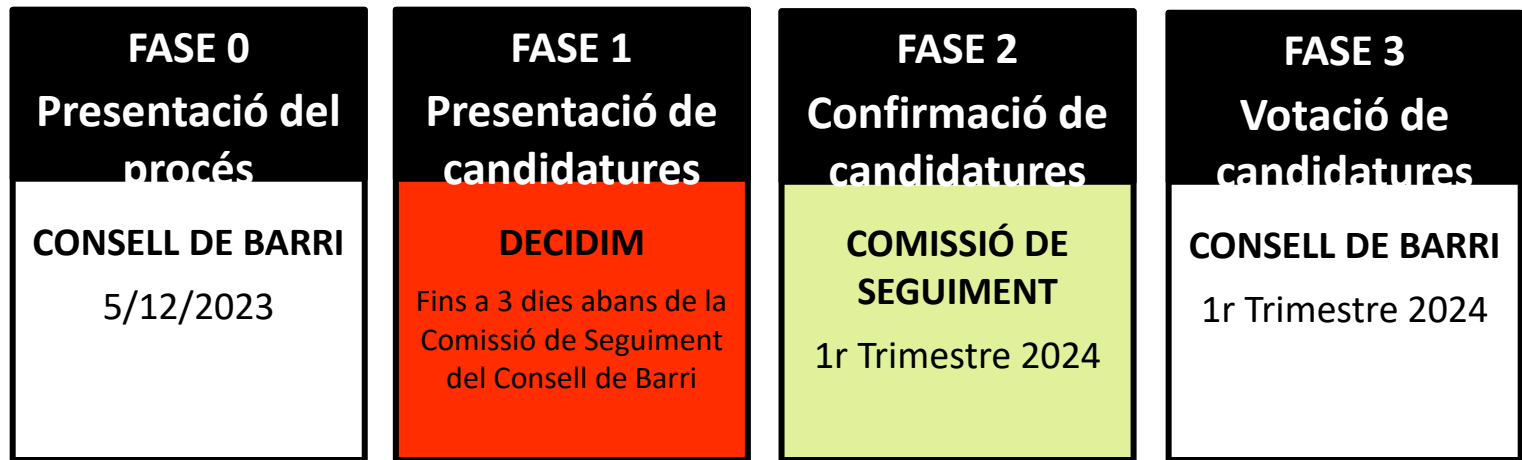 FASE 0
Presentació del
procés
CONSELL DE BARRI
5/12/2023
FASE 1
Presentació de
candidatures
DECIDIM
Fins a 3 dies abans de la
Comissió de Seguiment
del Consell de Barri
FASE 2
Confirmació de
candidatures
COMISSIÓ DE
SEGUIMENT
1r Trimestre 2024
FASE 3
Votació de
candidatures
CONSELL DE BARRI
1r Trimestre 2024